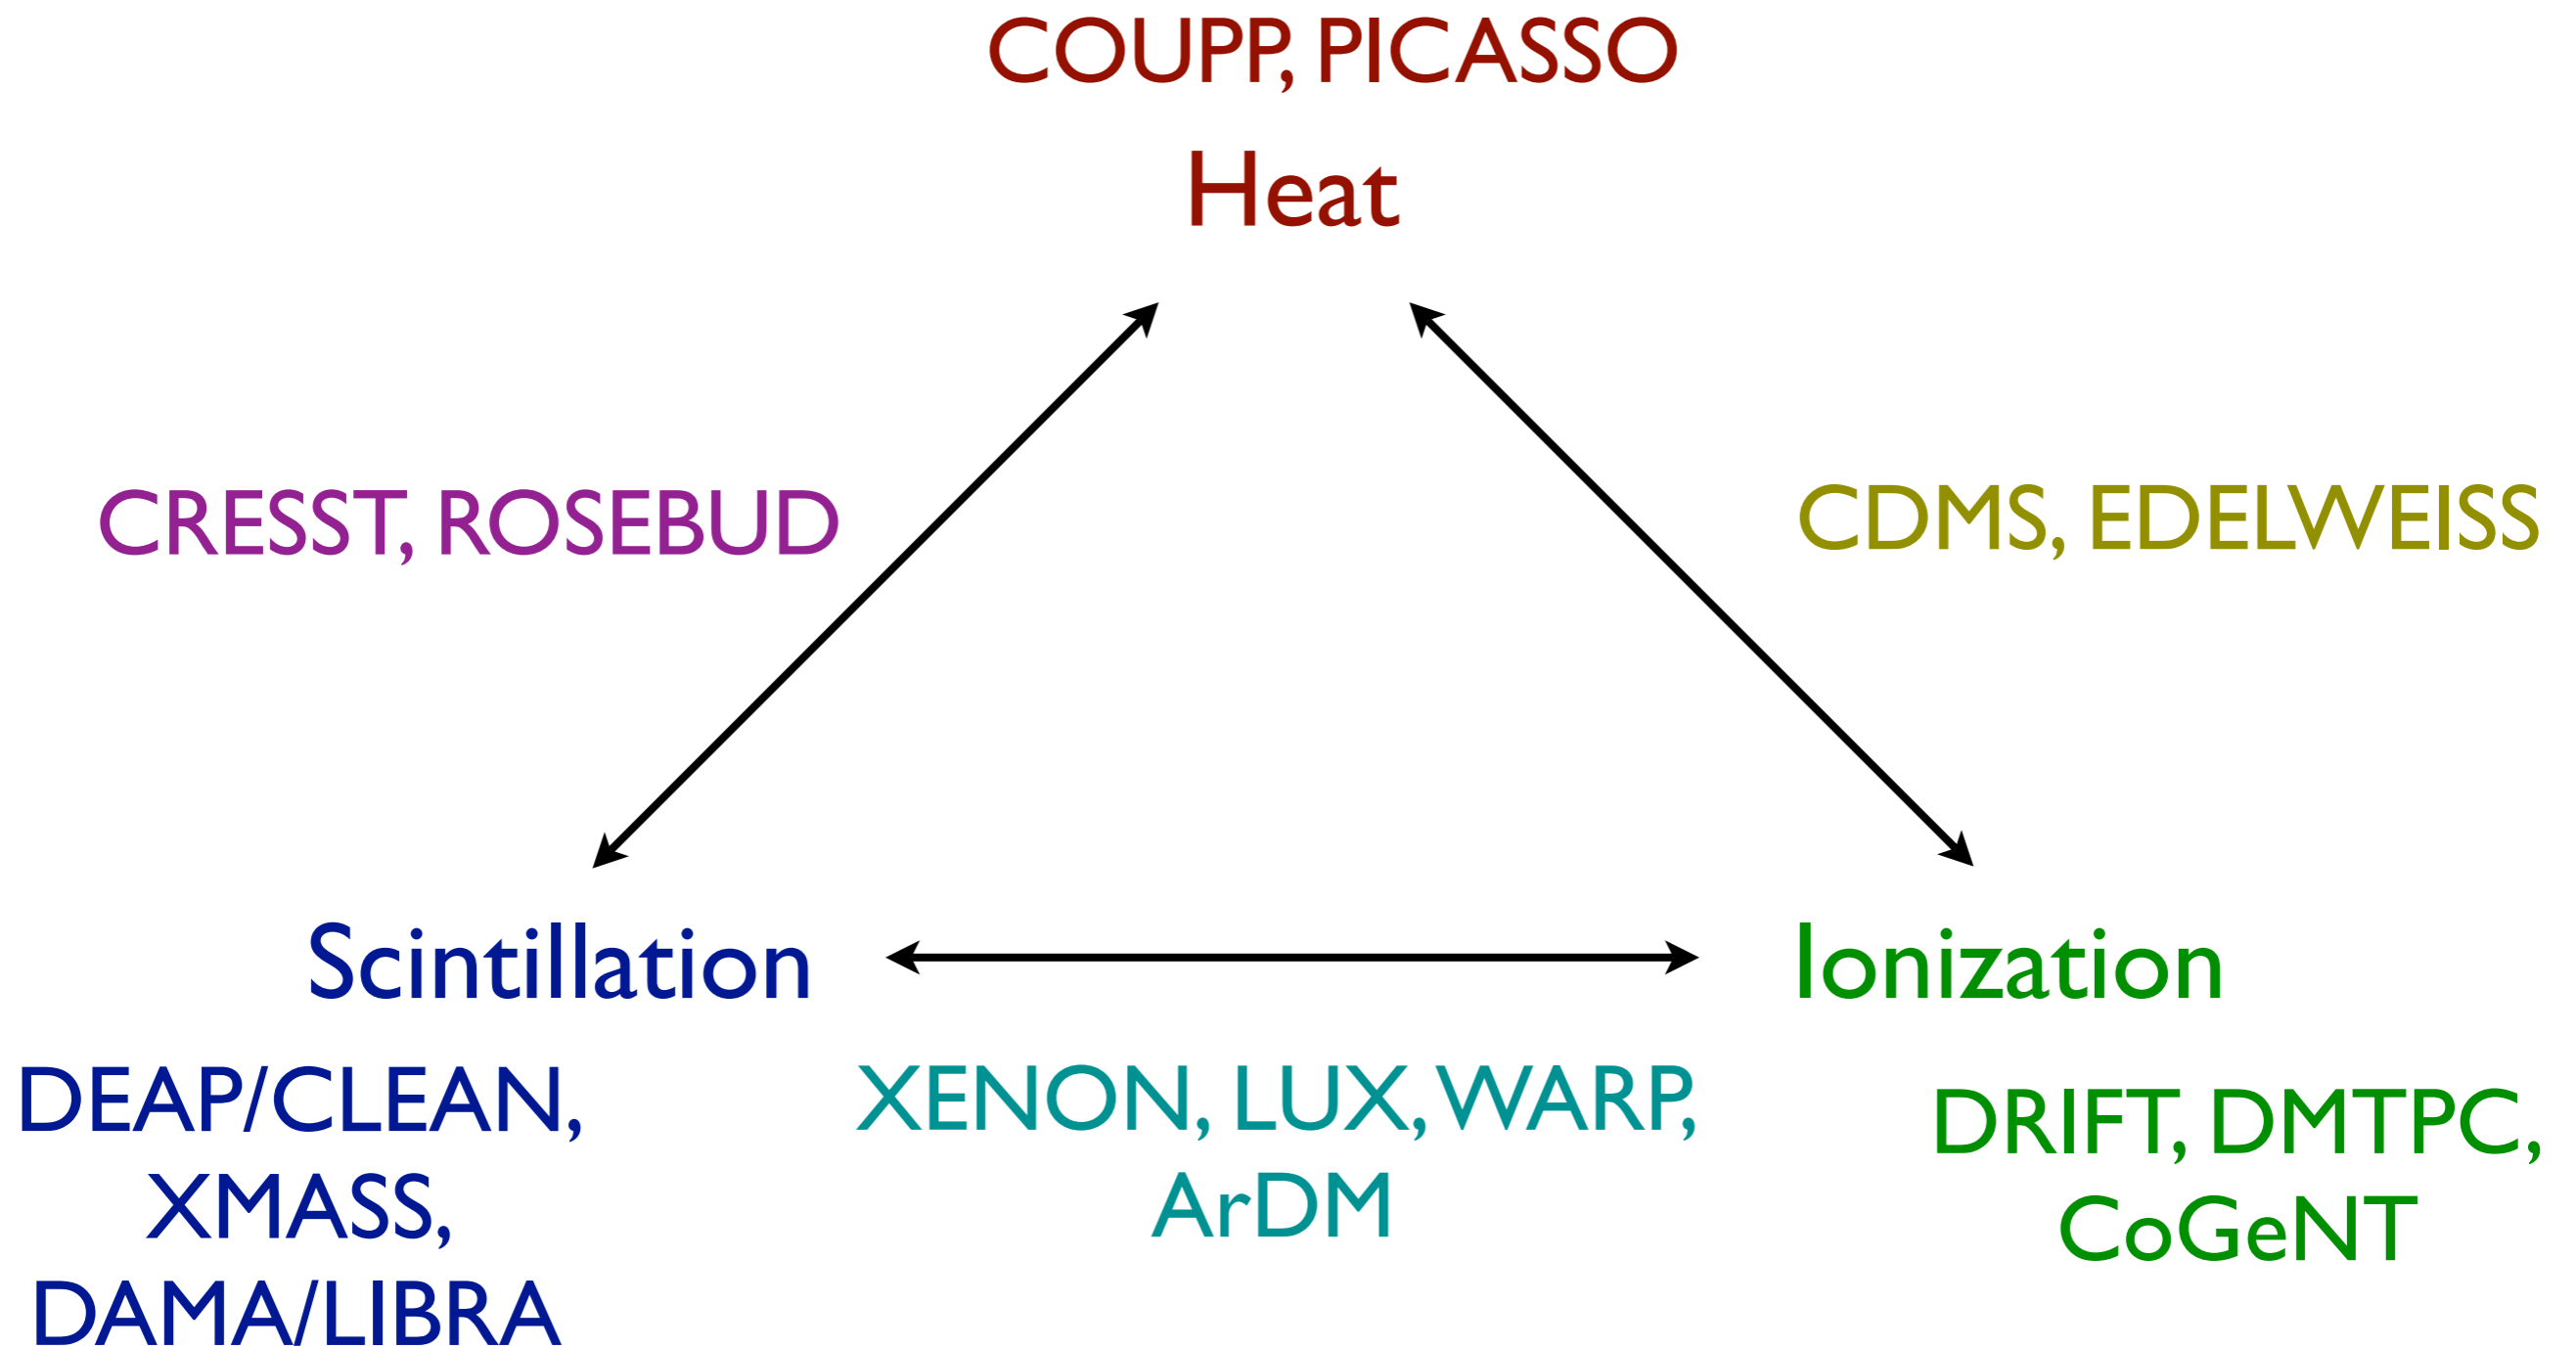 COUPP, PICASSO
Heat
CRESST, ROSEBUD
CDMS, EDELWEISS
Scintillation
Ionization
DEAP/CLEAN,
XMASS,
DAMA/LIBRA
XENON, LUX, WARP,
ArDM
DRIFT, DMTPC,
CoGeNT